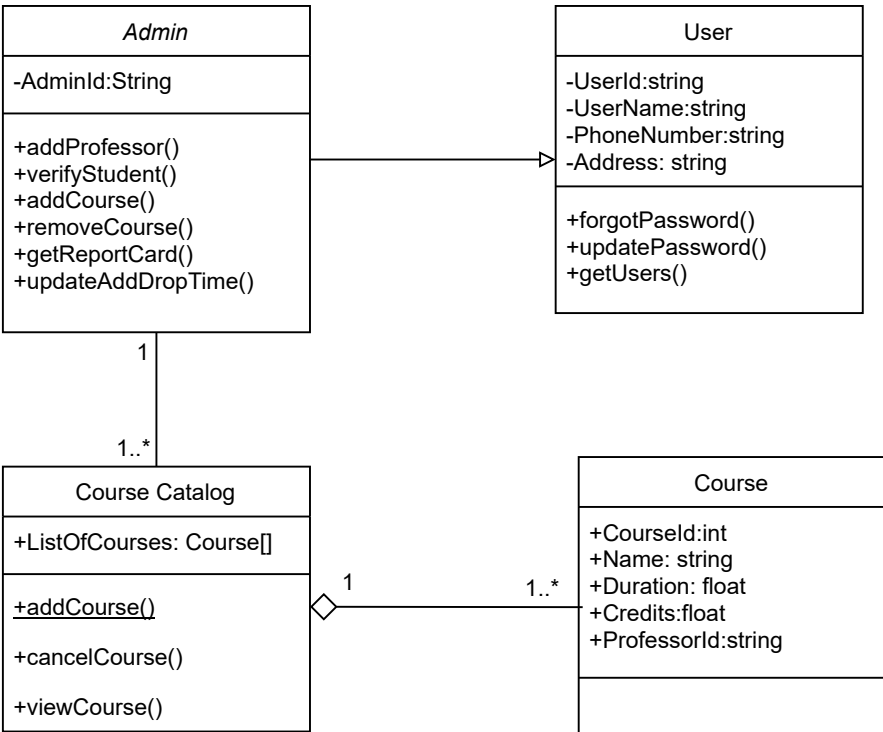 Admin
-AdminId:String
+addProfessor()
+verifyStudent()
+addCourse()
+removeCourse()
+getReportCard()
+updateAddDropTime()
User
-UserId:string
-UserName:string
-PhoneNumber:string
-Address: string
+forgotPassword()
+updatePassword()
+getUsers()
1
1..*
Course Catalog
+ListOfCourses: Course[]
+addCourse()
+cancelCourse()
+viewCourse()
1
1..*
Course
+CourseId:int
+Name: string
+Duration: float
+Credits:float
+ProfessorId:string